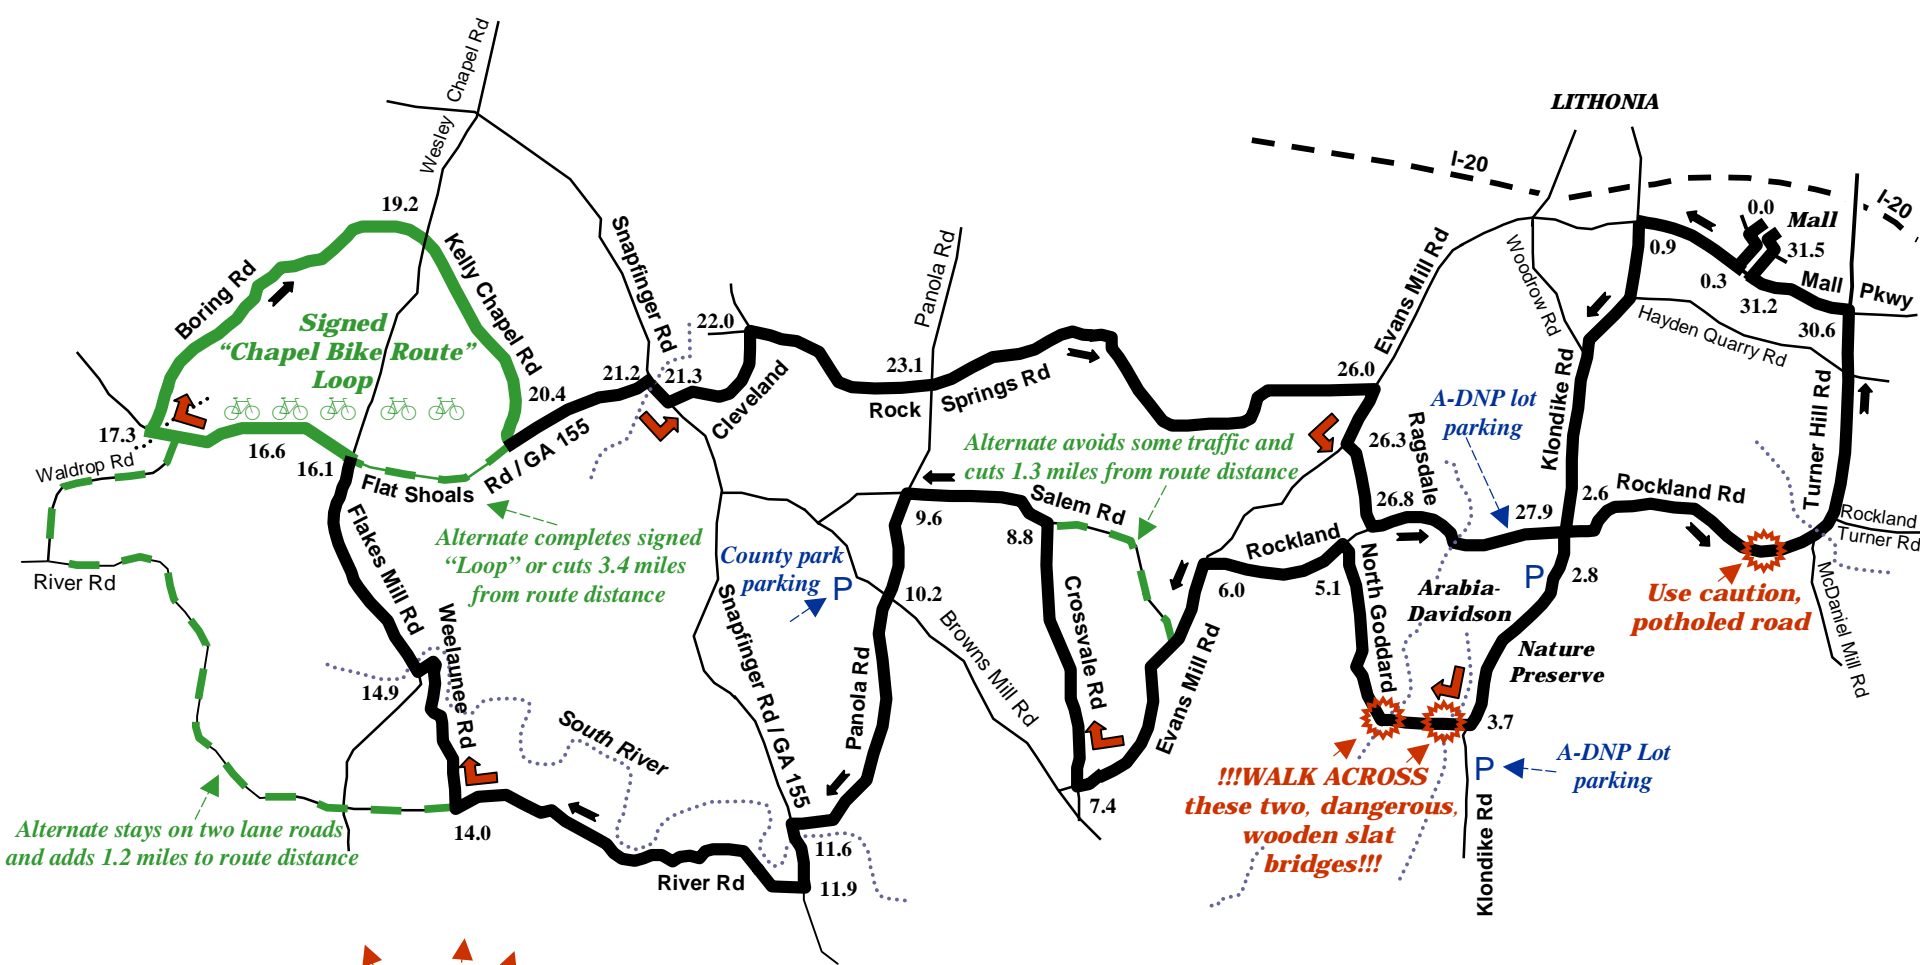 LITHONIA
Chapel Rd
Wesley
I-20
I-20
19.2
0.0
Mall
31.5
0.9
0.3
31.2
Mall Pkwy
30.6
Boring Rd
Kelly Chapel Rd
Snapfinger Rd
Panola Rd
Evans Mill Rd
Woodrow Rd
Hayden Quarry Rd
Signed
“Chapel Bike Route”
Loop
22.0
21.2
21.3
20.4
Cleveland
23.1
Rock Springs Rd
26.0
26.3
Ragsdale
Klondike Rd
Turner Hill Rd
A-DNP lot
parking
17.3
16.6
16.1
Waldrop Rd
Flat Shoals Rd / GA 155
Alternate avoids some traffic and
cuts 1.3 miles from route distance
Salem Rd
9.6
8.8
26.8
27.9
2.6
Rockland Rd
Rockland
Turner Rd
Flakes Mill Rd
Alternate completes signed
“Loop” or cuts 3.4 miles
from route distance
County park
parking
P
River Rd
Rockland
6.0
5.1
North Goddard
Arabia-
Davidson
Nature
Preserve
P
2.8
Use caution,
potholed road
McDaniel Mill Rd
10.2
Browns Mill Rd
Crossvale Rd
Evans Mill Rd
Weelaunee Rd
14.9
Snapfinger Rd / GA 155
Panola Rd
South River
3.7
P
A-DNP Lot
parking
Klondike Rd
!!!WALK ACROSS
these two, dangerous,
wooden slat
bridges!!!
7.4
Alternate stays on two lane roads
and adds 1.2 miles to route distance
14.0
11.6
River Rd
11.9